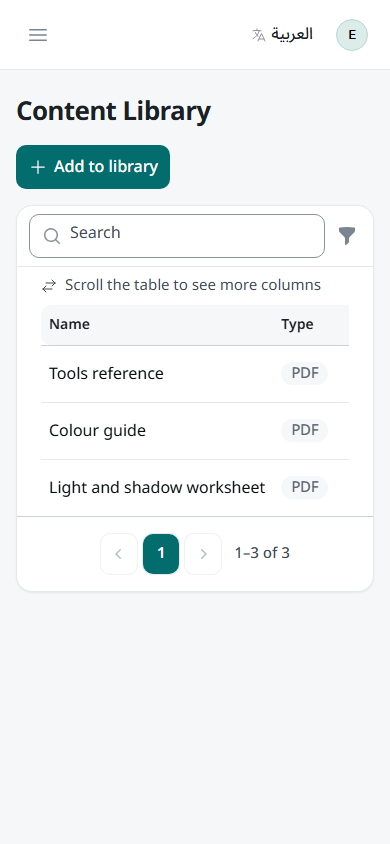 العربية
E
Content Library
Add to library
Search
Scroll the table to see more columns
Name Type
Tools reference PDF
Colour guide PDF
Light and shadow worksheet PDF
1 1–3 of 3